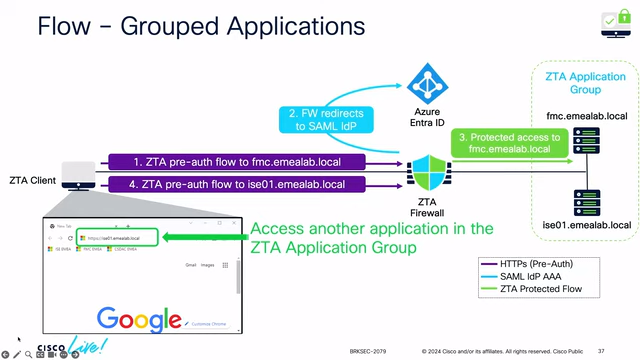 Flow – Grouped Applications
ZTA Application
Group
fmc.emealab.local
2. FW redirects
to SAML IdP
Azure
Entra ID
3. Protected access to
fmc.emealab.local
1. ZTA pre-auth flow to fmc.emealab.local
ZTA Client
4. ZTA pre-auth flow to ise01.emealab.local
ZTA
Firewall
ise01.emealab.local
New Tab
https://ise01.emealab.local
Gmail Images
Google
Customize Chrome
Access another application in the
ZTA Application Group
HTTPs (Pre-Auth)
SAML IdP AAA
ZTA Protected Flow
CISCO Live!
BRKSEC-2079
© 2024 Cisco and/or its affiliates. All rights reserved. Cisco Public
37